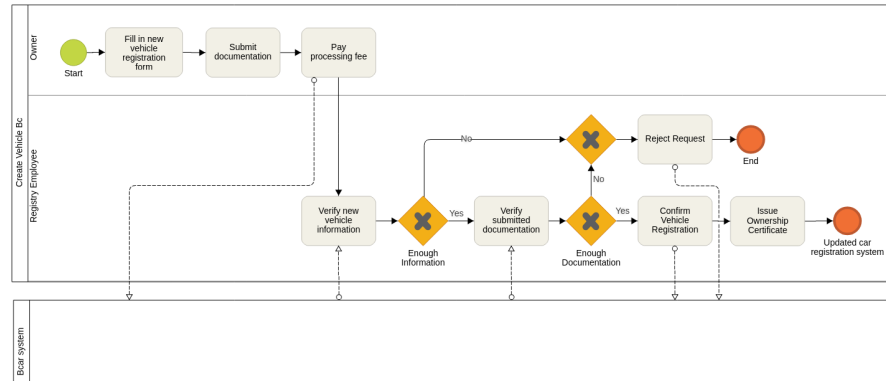 Create Vehicle Bc
Owner
Start
Fill in new
vehicle
registration
form
Submit
documentation
Pay
processing fee
Registry Employee
No
Reject Request
End
No
Verify new
vehicle
information
Yes
Enough
Information
Verify
submitted
documentation
Yes
Enough
Documentation
Confirm
Vehicle
Registration
Issue
Ownership
Certificate
Updated car
registration system
Bcar system